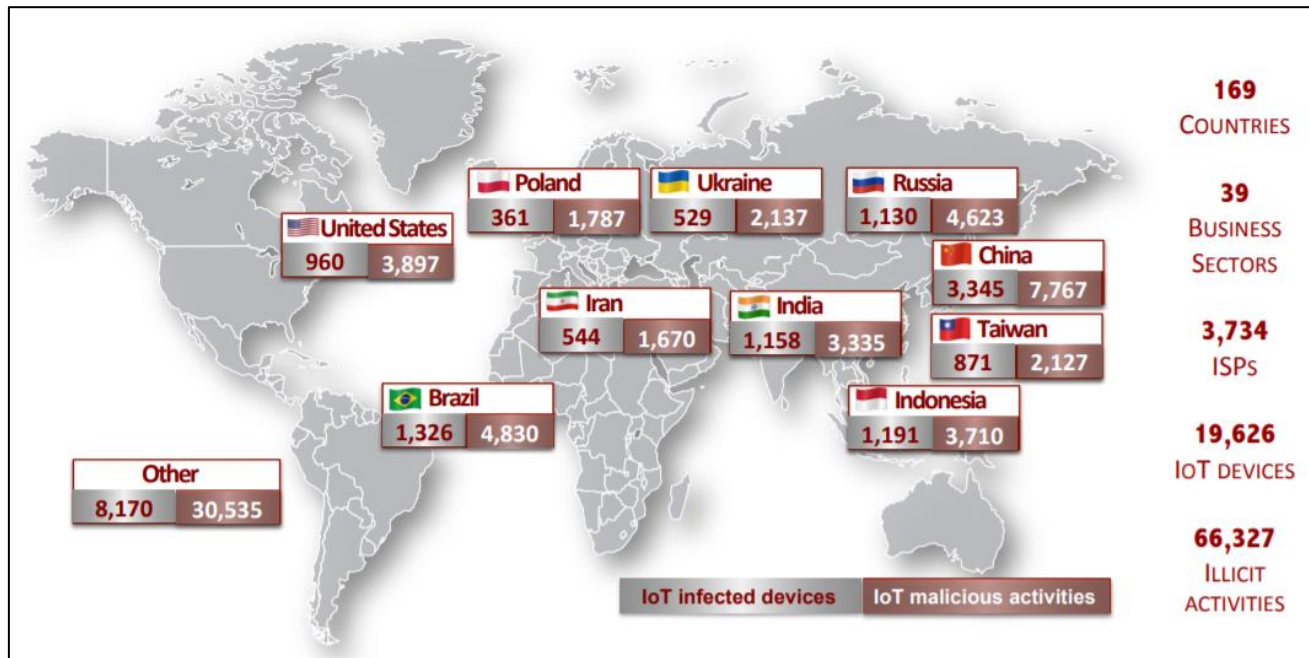 169
COUNTRIES
Poland
361 1,787
Ukraine
529 2,137
Russia
1,130 4,623
39
BUSINESS
SECTORS
United States
960 3,897
China
3,345 7,767
Iran
544 1,670
India
1,158 3,335
Taiwan
871 2,127
3,734
ISPS
Brazil
1,326 4,830
Indonesia
1,191 3,710
19,626
IOT DEVICES
Other
8,170 30,535
66,327
ILLICIT
ACTIVITIES
IoT infected devices IoT malicious activities